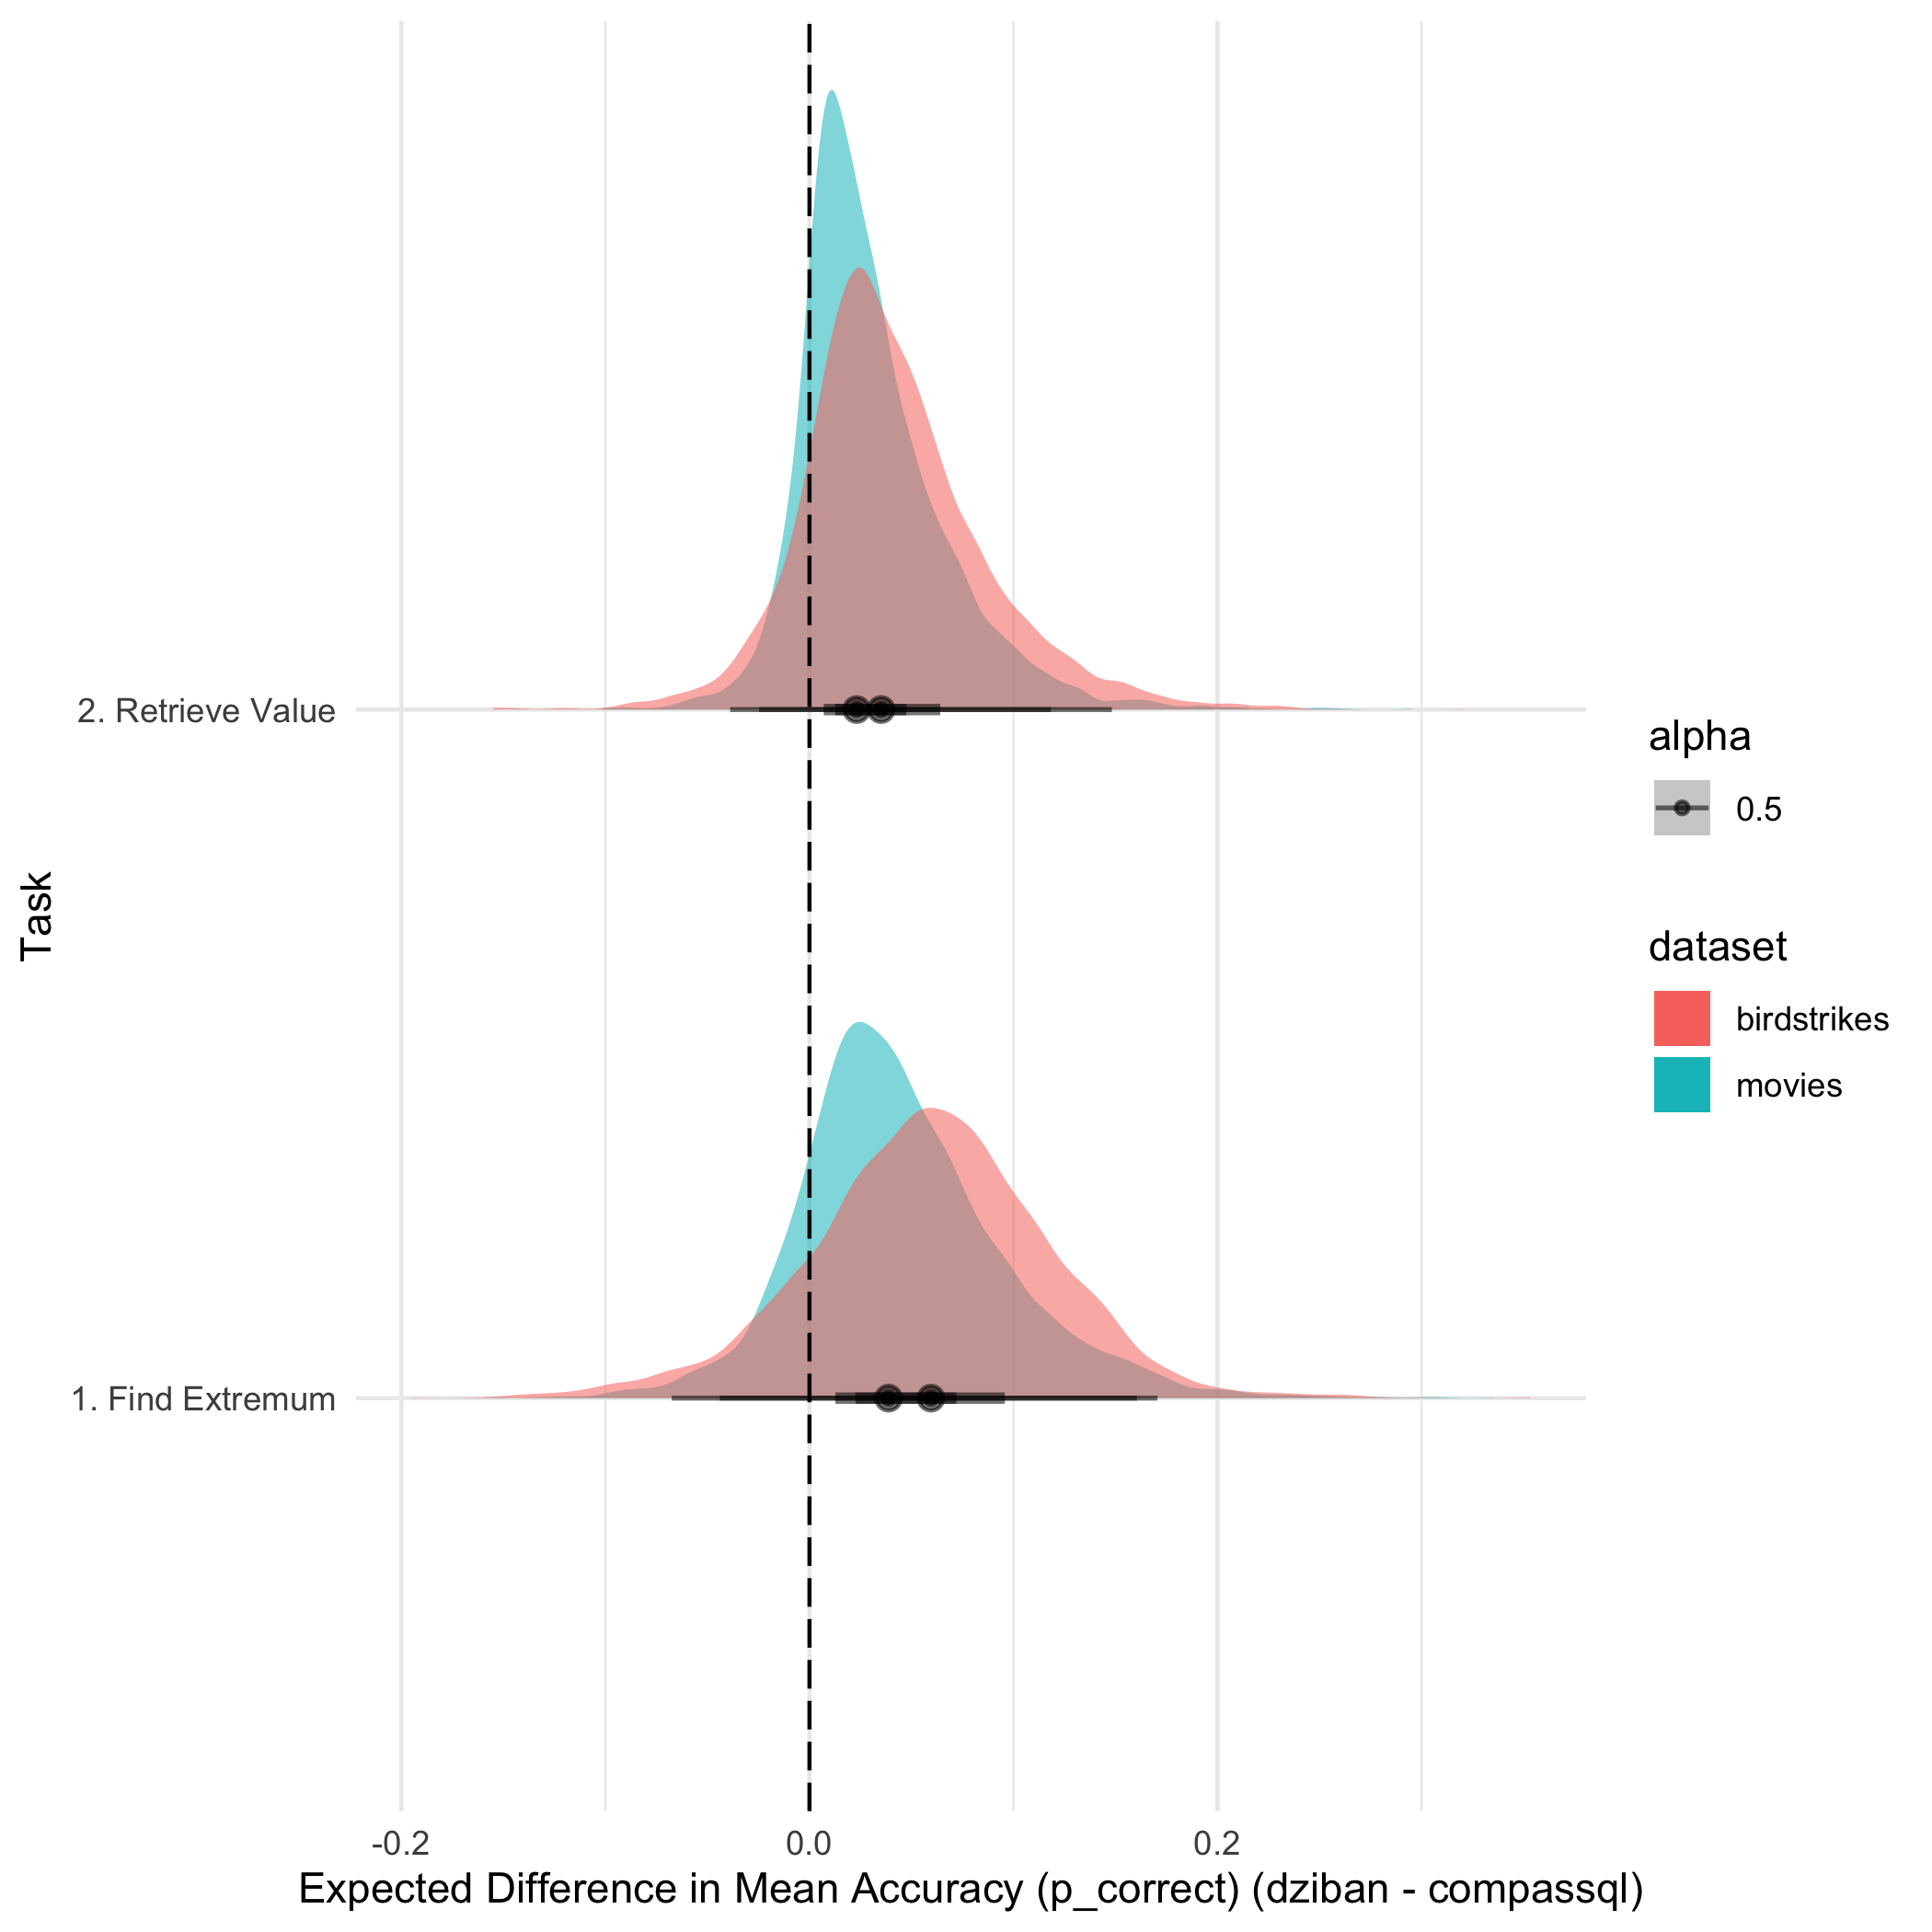 2. Retrieve Value
1. Find Extremum
Task
-0.2
0.0
0.2
Expected Difference in Mean Accuracy (p_correct) (dziban - compassql)
alpha
0.5
dataset
birdstrikes
movies